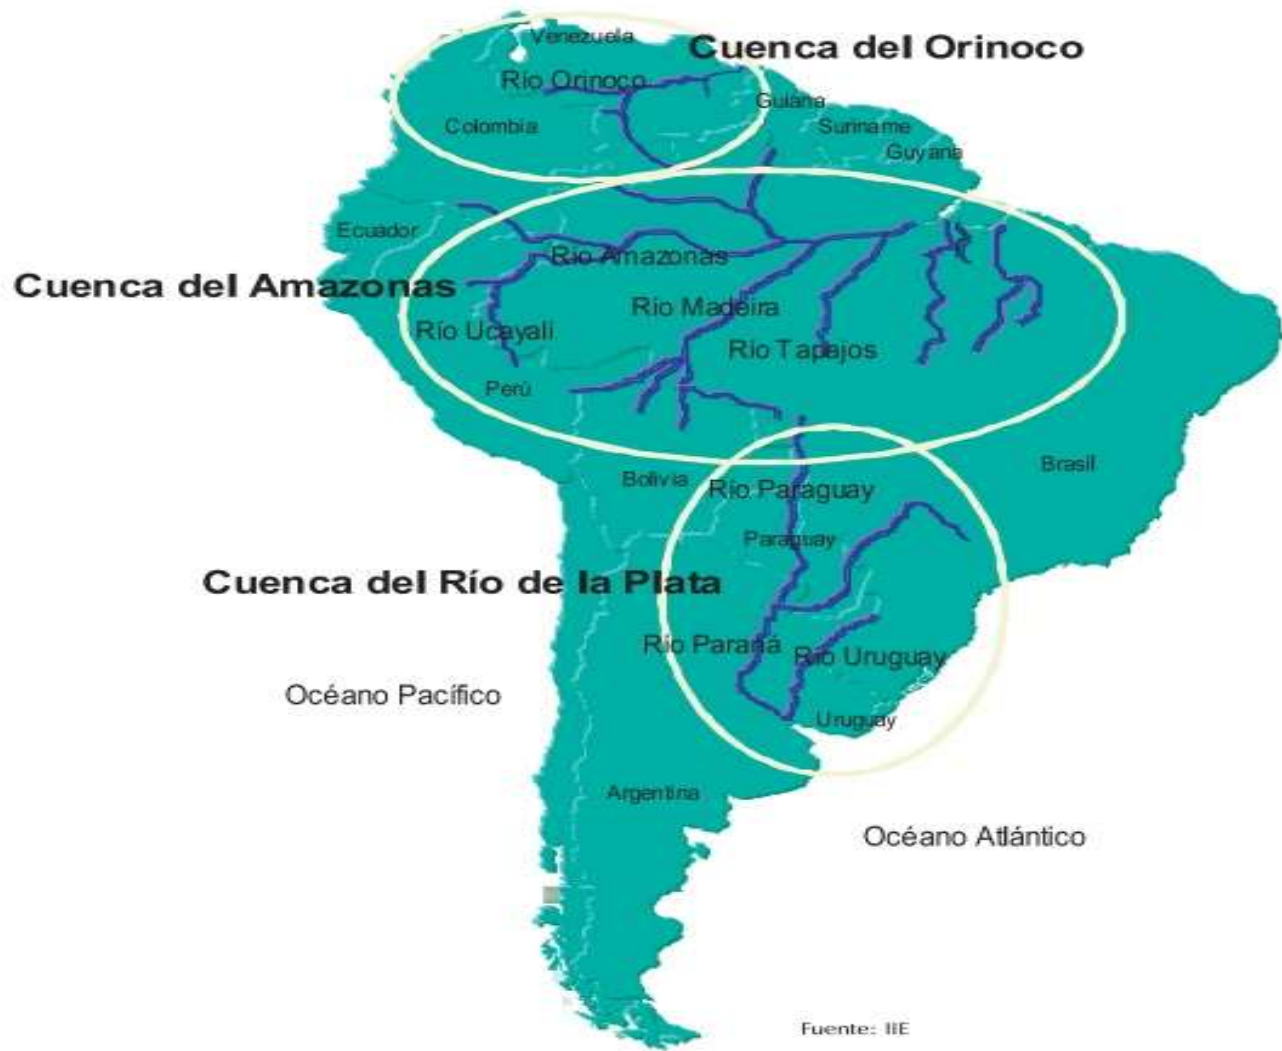 Venezuela
Cuenca del Orinoco
Río Orinoco
Guiana
Colombia
Suriname
Guyana
Ecuador
Río Amazonas
Cuenca del Amazonas
Río Madeira
Río Ucayali
Río Tapajos
Perú
Brasil
Bolivia
Río Paraguay
Paraguay
Cuenca del Río de la Plata
Río Paraná
Río Uruguay
Océano Pacífico
Uruguay
Argentina
Océano Atlántico
Fuente: IIE